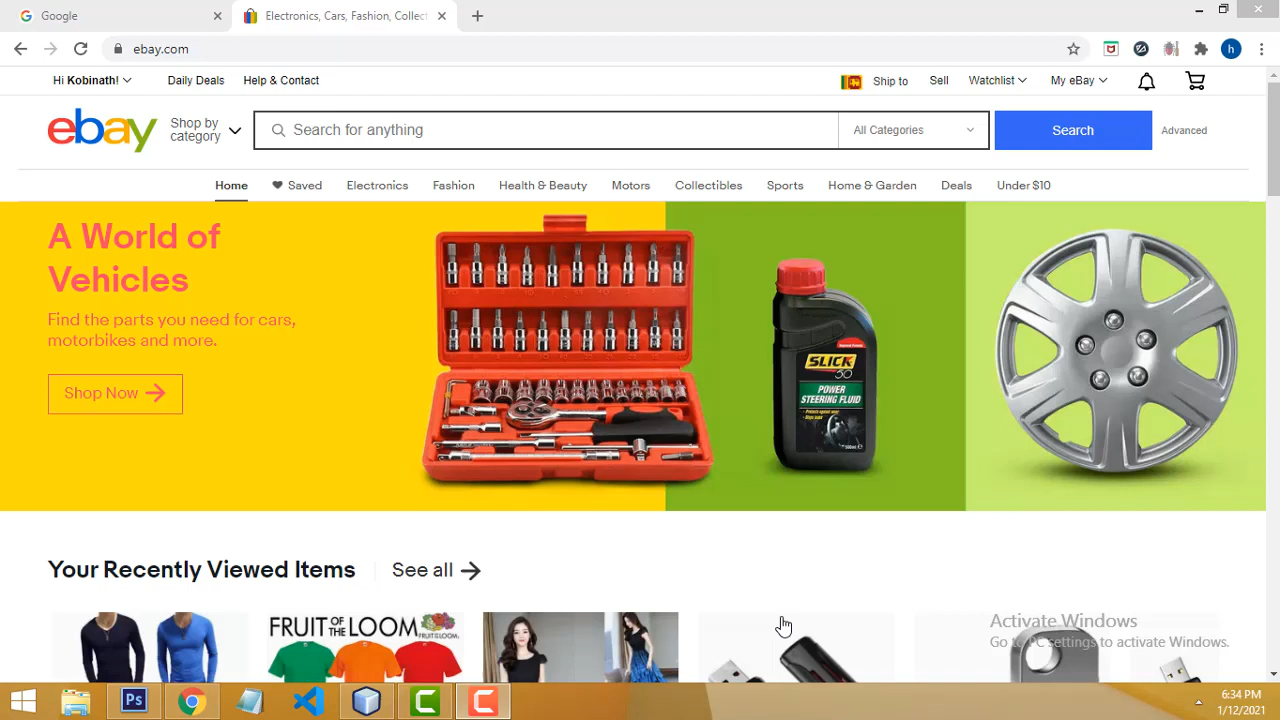 Google
Electronics, Cars, Fashion, Collect
ebay.com
h
Hi Kobinath!
Daily Deals
Help & Contact
Ship to
Sell
Watchlist
My eBay
ebay
Shop by
category
Search for anything
All Categories
Search
Advanced
Home
Saved
Electronics
Fashion
Health & Beauty
Motors
Collectibles
Sports
Home & Garden
Deals
Under $10
A World of
Vehicles
Find the parts you need for cars,
motorbikes and more.
Shop Now
SLICK
50
POWER
STEERING FLUID
Your Recently Viewed Items
See all
FRUIT OF THE LOOM
Activate Windows
Go to PC settings to activate Windows.
Ps
6:34 PM
1/12/2021